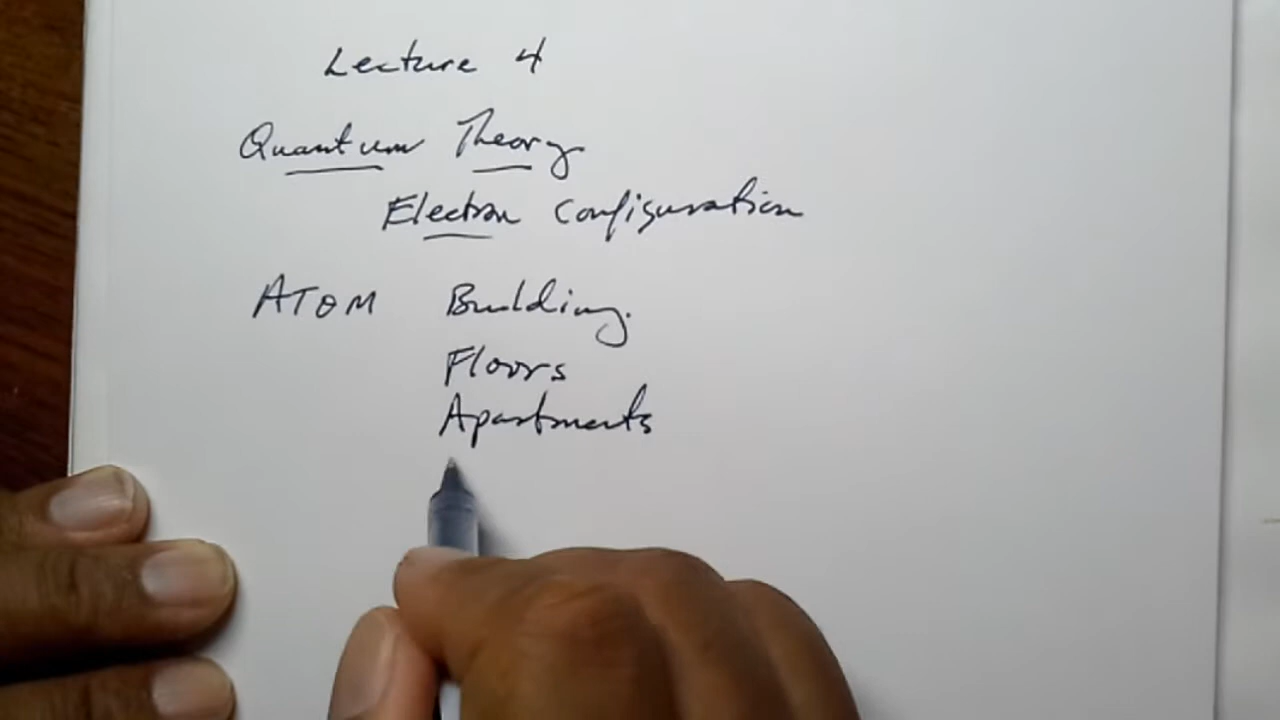 Lecture 4
Quantum Theory
Electron Configuration
ATOM Building.
Floors
Apartments